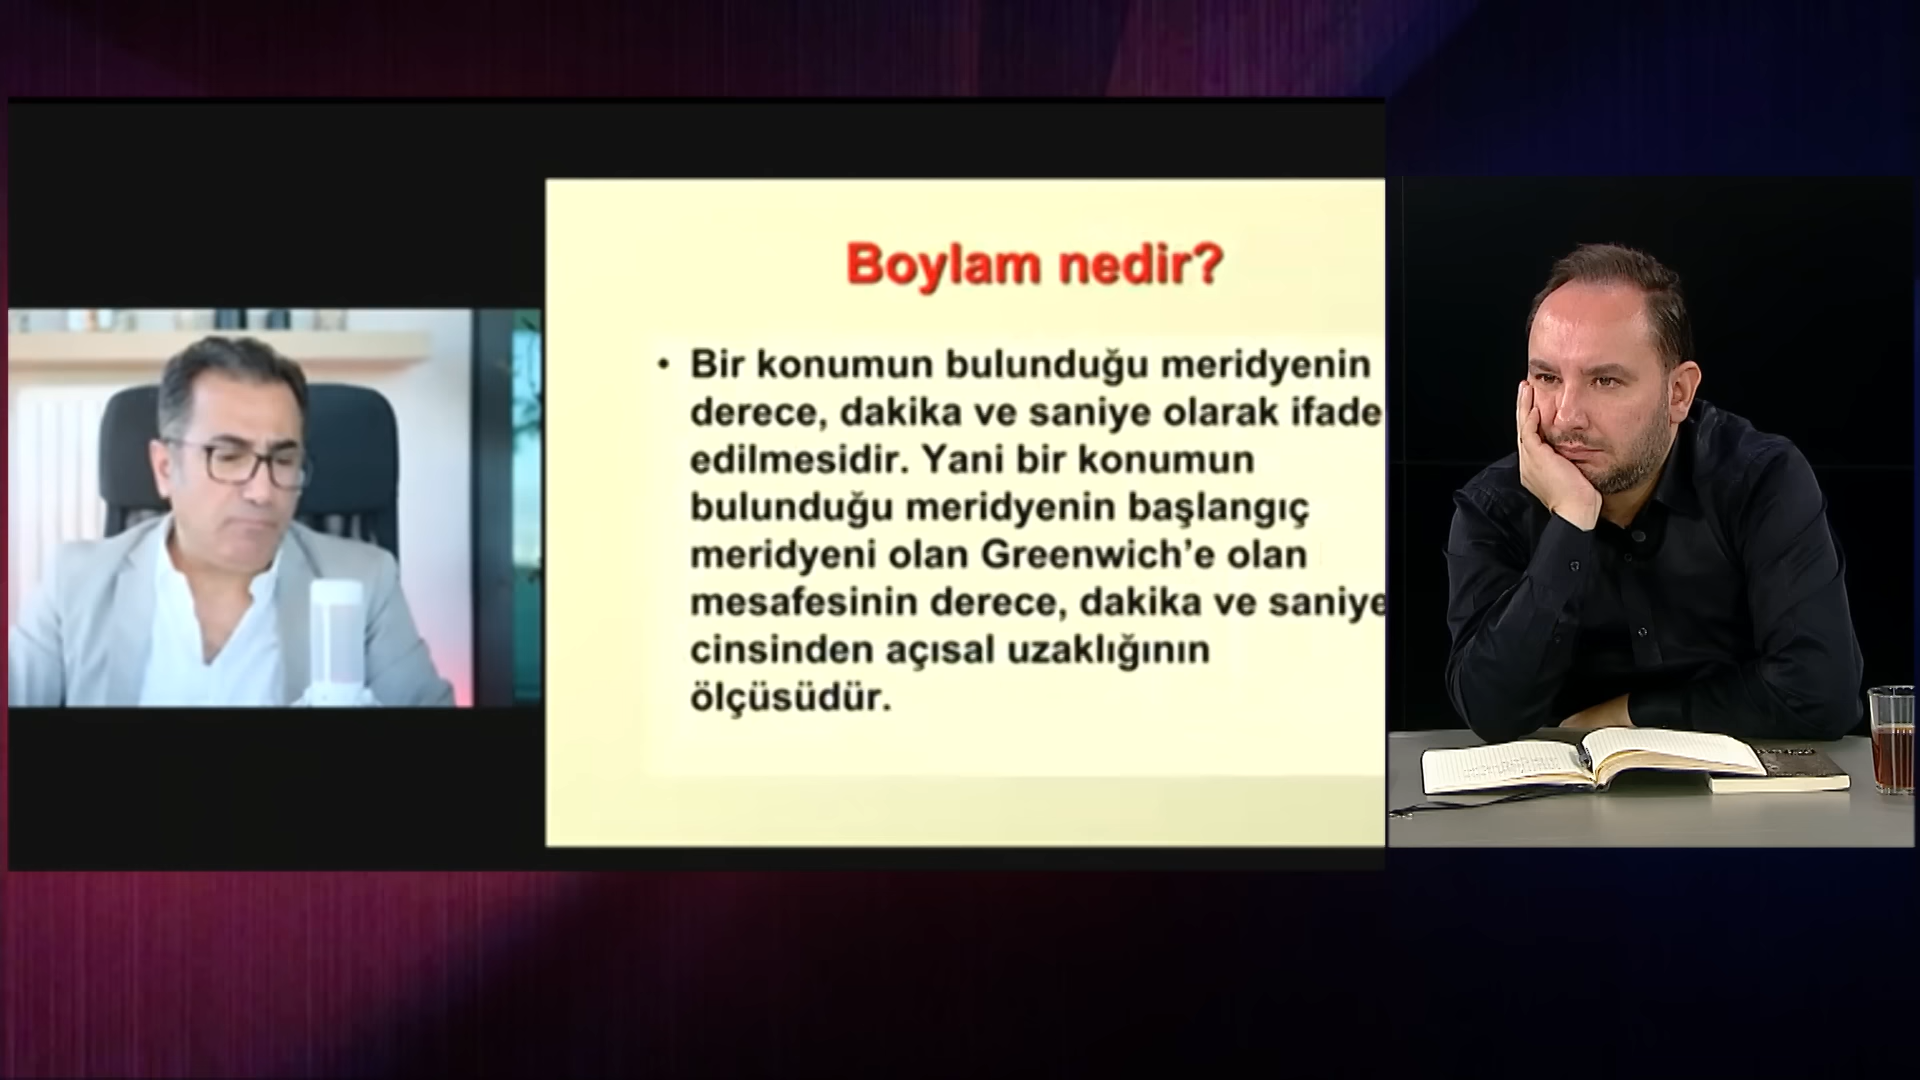 Boylam nedir?
• Bir konumun bulunduğu meridyenin
derece, dakika ve saniye olarak ifade
edilmesidir. Yani bir konumun
bulunduğu meridyenin başlangıç
meridyeni olan Greenwich’e olan
mesafesinin derece, dakika ve saniye
cinsinden açısal uzaklığının
ölçüsüdür.